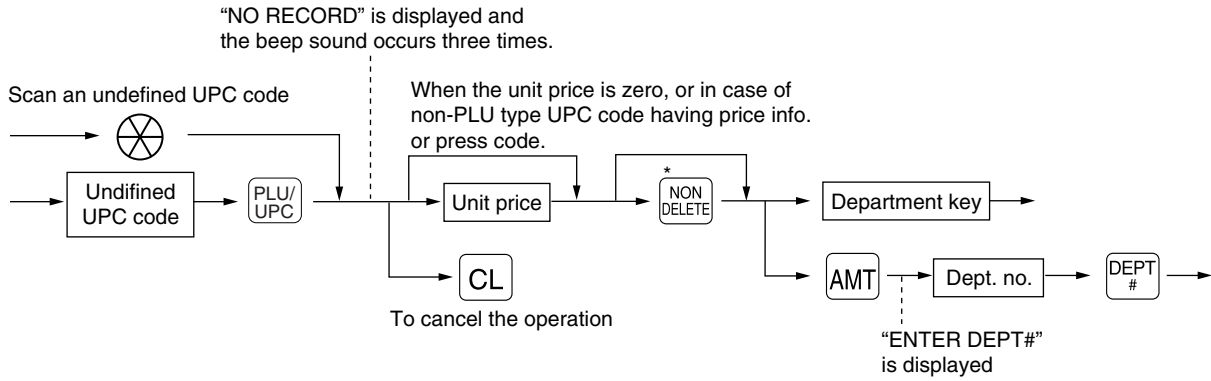 “NO RECORD” is displayed and
the beep sound occurs three times.
Scan an undefined UPC code
When the unit price is zero, or in case of
non-PLU type UPC code having price info.
or press code.
Undifined
UPC code
PLU/
UPC
Unit price
*
NON
DELETE
Department key
CL
To cancel the operation
AMT
Dept. no.
DEPT
#
“ENTER DEPT#”
is displayed